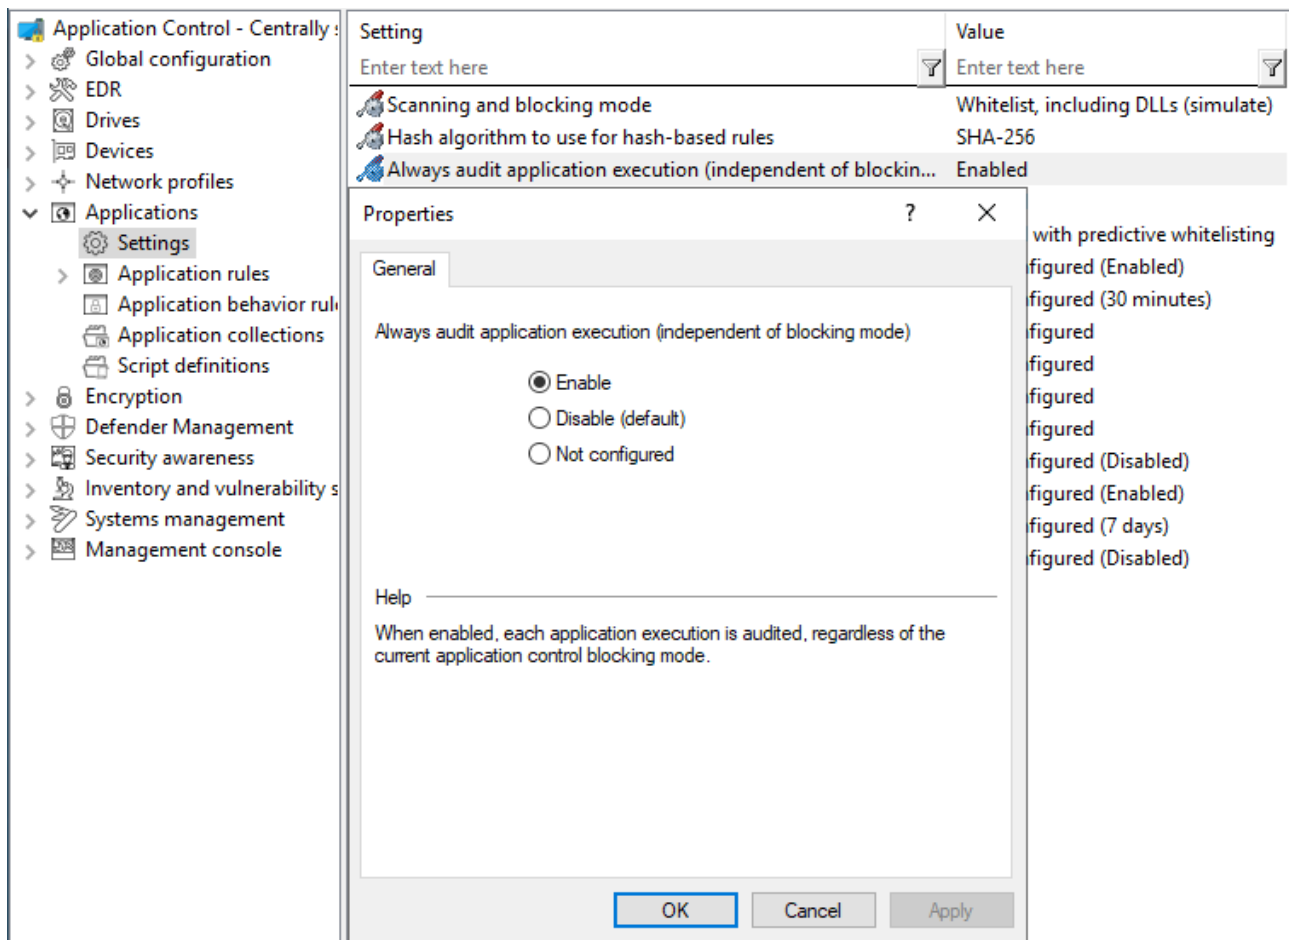 Application Control - Centrally
Global configuration
EDR
Drives
Devices
Network profiles
Applications
Settings
Application rules
Application behavior
Application collections
Script definitions
Encryption
Defender Management
Security awareness
Inventory and vulnerability
Systems management
Management console
Setting Value
Enter text here Enter text here
Scanning and blocking mode Whitelist, including DLLs (simulate)
Hash algorithm to use for hash-based rules SHA-256
Always audit application execution (independent of blockin... Enabled
Properties ?
General
Always audit application execution (independent of blocking mode)
Enable
Disable (default)
Not configured
Help
When enabled, each application execution is audited, regardless of the
current application control blocking mode.
OK Cancel Apply
with predictive whitelisting
figured (Enabled)
figured (30 minutes)
figured
figured
figured
figured
figured (Disabled)
figured (Enabled)
figured (7 days)
figured (Disabled)